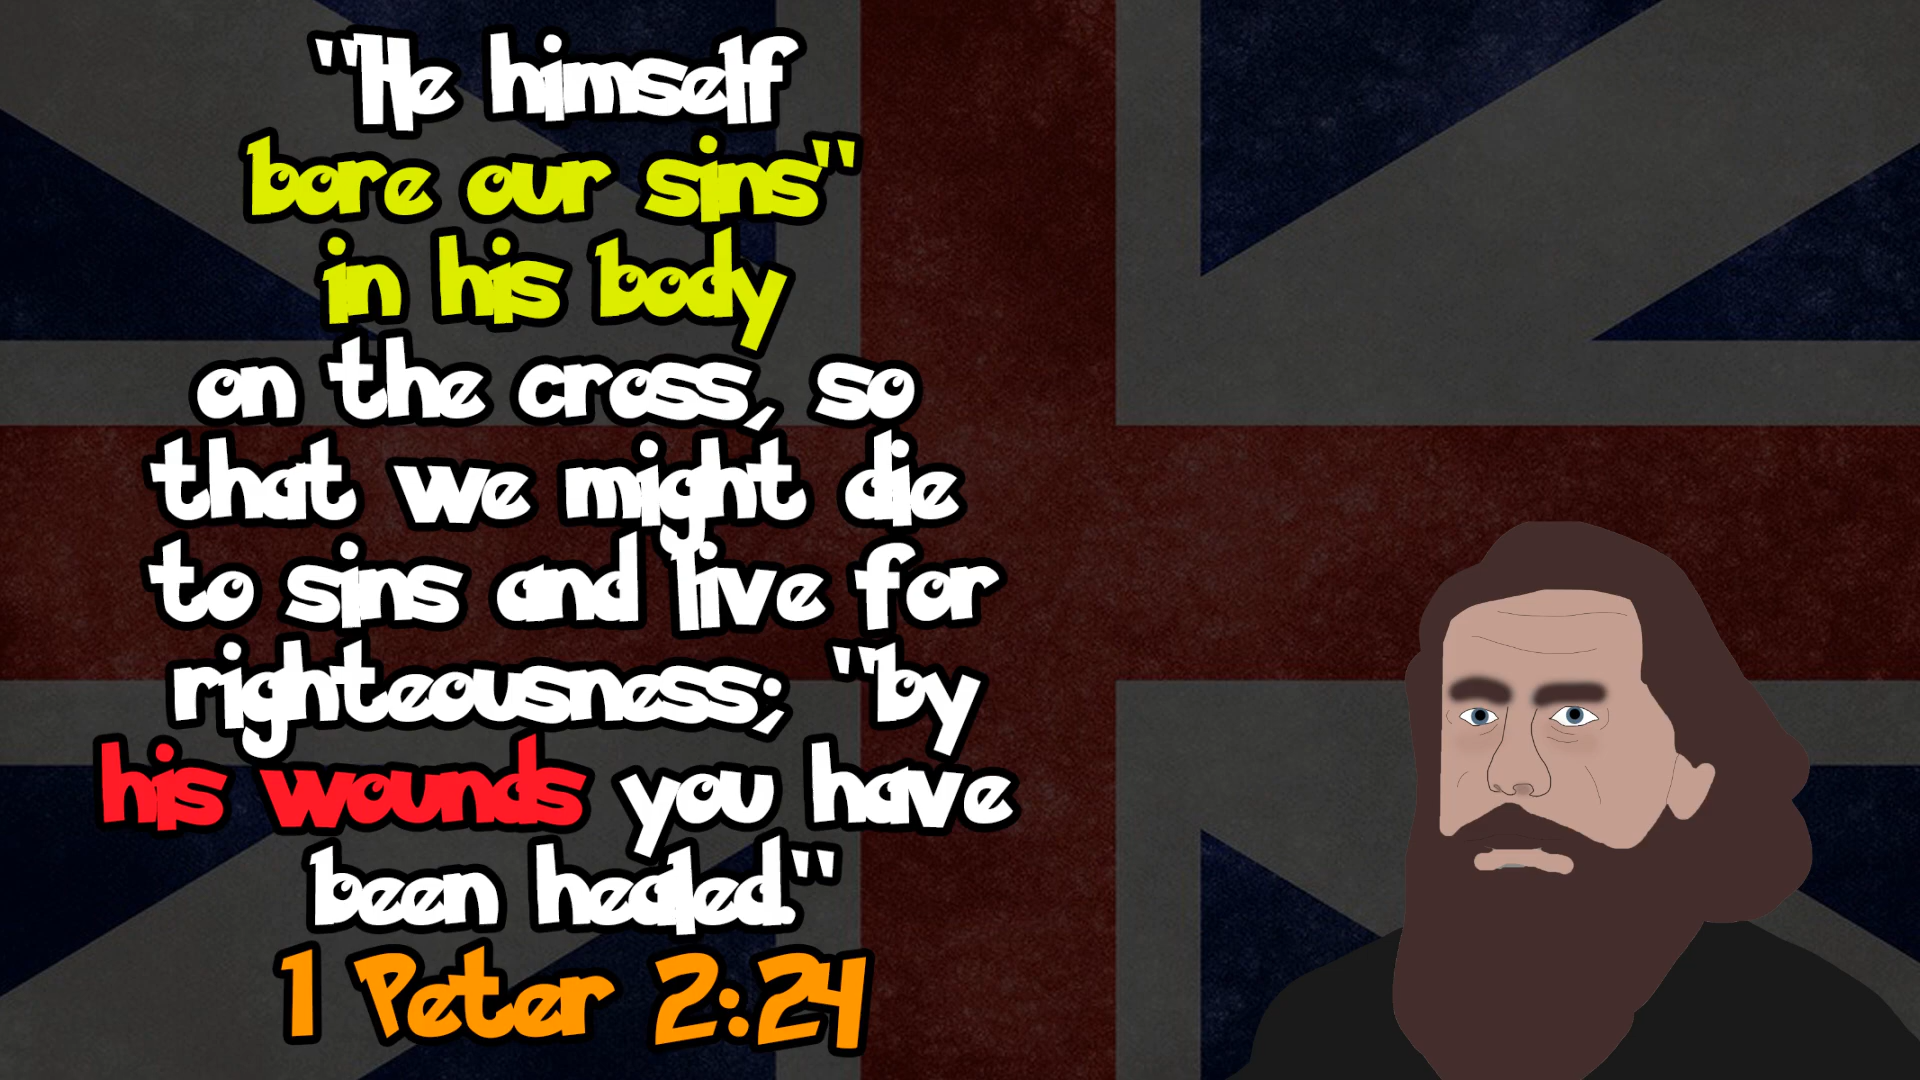 "He himself
bore our sins"
in his body
on the cross, so
that we might die
to sins and live for
righteousness; "by
his wounds you have
been healed."
1 Peter 2:24